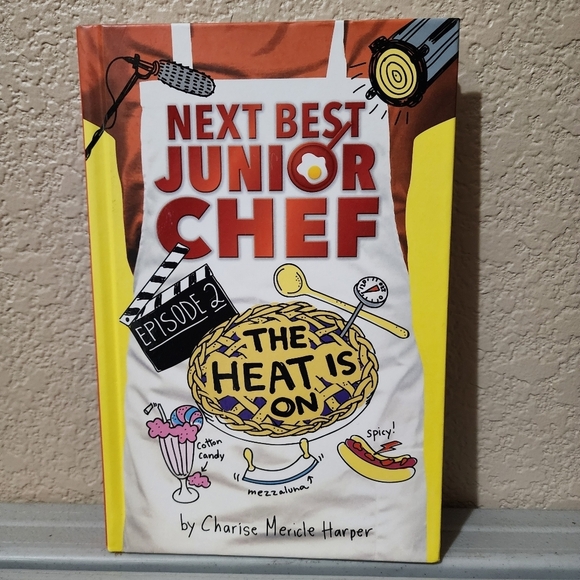 NEXT BEST
JUNIOR
CHEF
EPISODE 2
THE
HEAT IS
ON
cotton
candy
spicy!
mezzaluna
by Charise Mericle Harper